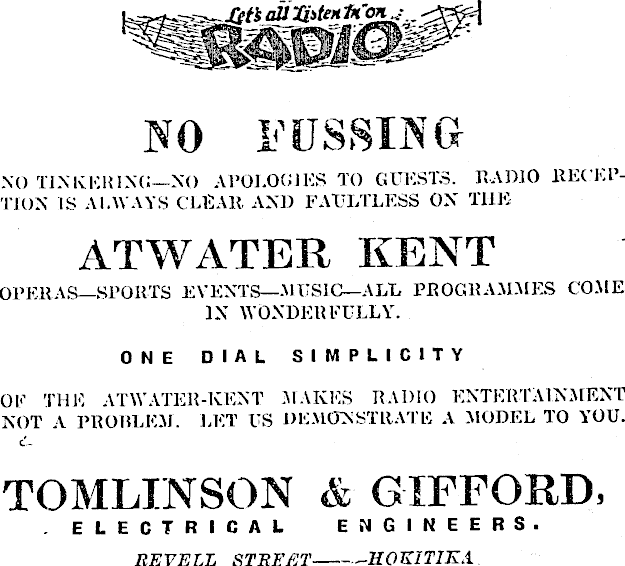 Let's all Listen In on
RADIO
NO FUSSING
NO TINKERING—NO APOLOGIES TO GUESTS. RADIO RECEP-
TION IS ALWAYS CLEAR AND FAULTLESS ON THE
ATWATER KENT
OPERAS—SPORTS EVENTS—MUSIC—ALL PROGRAMMES COME
IN WONDERFULLY.
ONE DIAL SIMPLICITY
OF THE ATWATER-KENT MAKES RADIO ENTERTAINMENT
NOT A PROBLEM. LET US DEMONSTRATE A MODEL TO YOU.
TOMLINSON & GIFFORD,
ELECTRICAL ENGINEERS.
REVELL STREET-----HOKITIKA